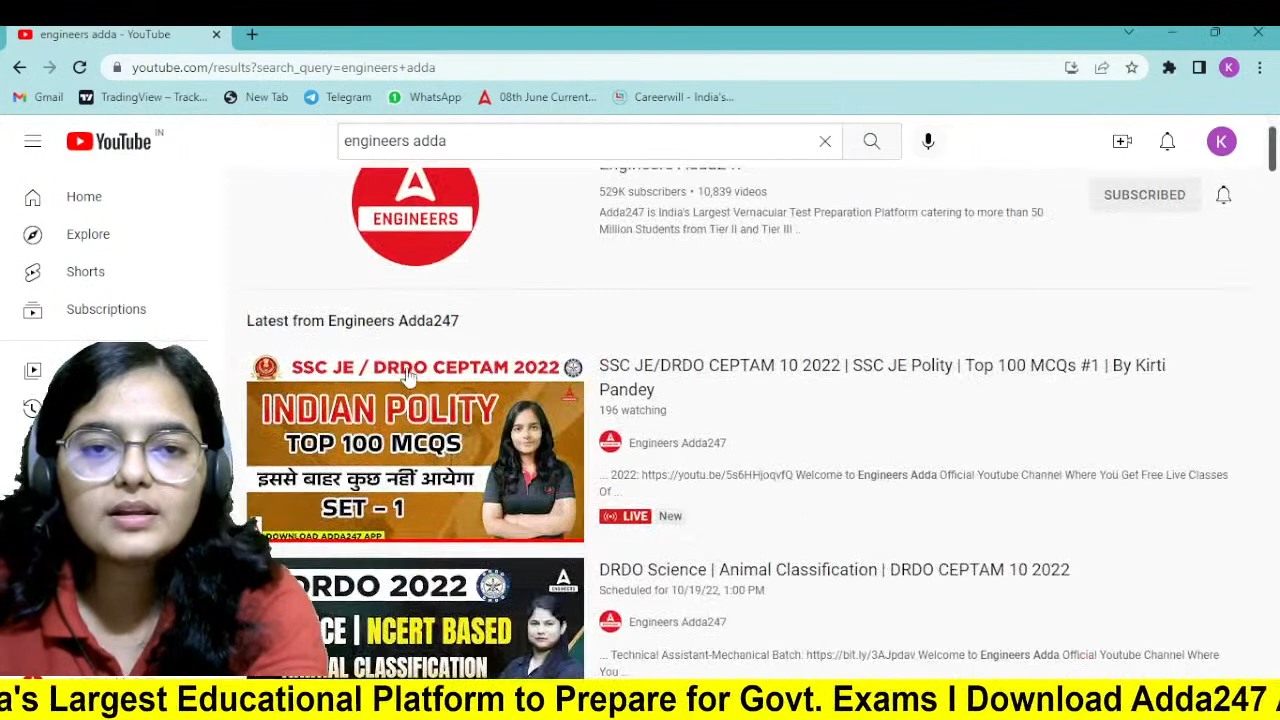 engineers adda - YouTube
youtube.com/results?search_query=engineers+adda
Gmail
TradingView – Track...
New Tab
Telegram
WhatsApp
08th June Current...
Careerwill - India's...
YouTube IN
engineers adda
K
Home
Explore
Shorts
Subscriptions
ENGINEERS
Engineers Adda247
529K subscribers • 10,839 videos
Adda247 is India's Largest Vernacular Test Preparation Platform catering to more than 50
Million Students from Tier II and Tier III ..
SUBSCRIBED
Latest from Engineers Adda247
SSC JE / DRDO CEPTAM 2022
INDIAN POLITY
TOP 100 MCQS
इससे बाहर कुछ नहीं आयेगा
SET – 1
DOWNLOAD ADDA247 APP
SSC JE/DRDO CEPTAM 10 2022 | SSC JE Polity | Top 100 MCQs #1 | By Kirti
Pandey
196 watching
Engineers Adda247
... 2022: https://youtu.be/5s6HHjoqvfQ Welcome to Engineers Adda Official Youtube Channel Where You Get Free Live Classes
Of ...
LIVE New
DRDO 2022
CE | NCERT BASED
ANIMAL CLASSIFICATION
DRDO Science | Animal Classification | DRDO CEPTAM 10 2022
Scheduled for 10/19/22, 1:00 PM
Engineers Adda247
... Technical Assistant-Mechanical Batch: https://bit.ly/3AJpdav Welcome to Engineers Adda Official Youtube Channel Where
You ...
a's Largest Educational Platform to Prepare for Govt. Exams I Download Adda247